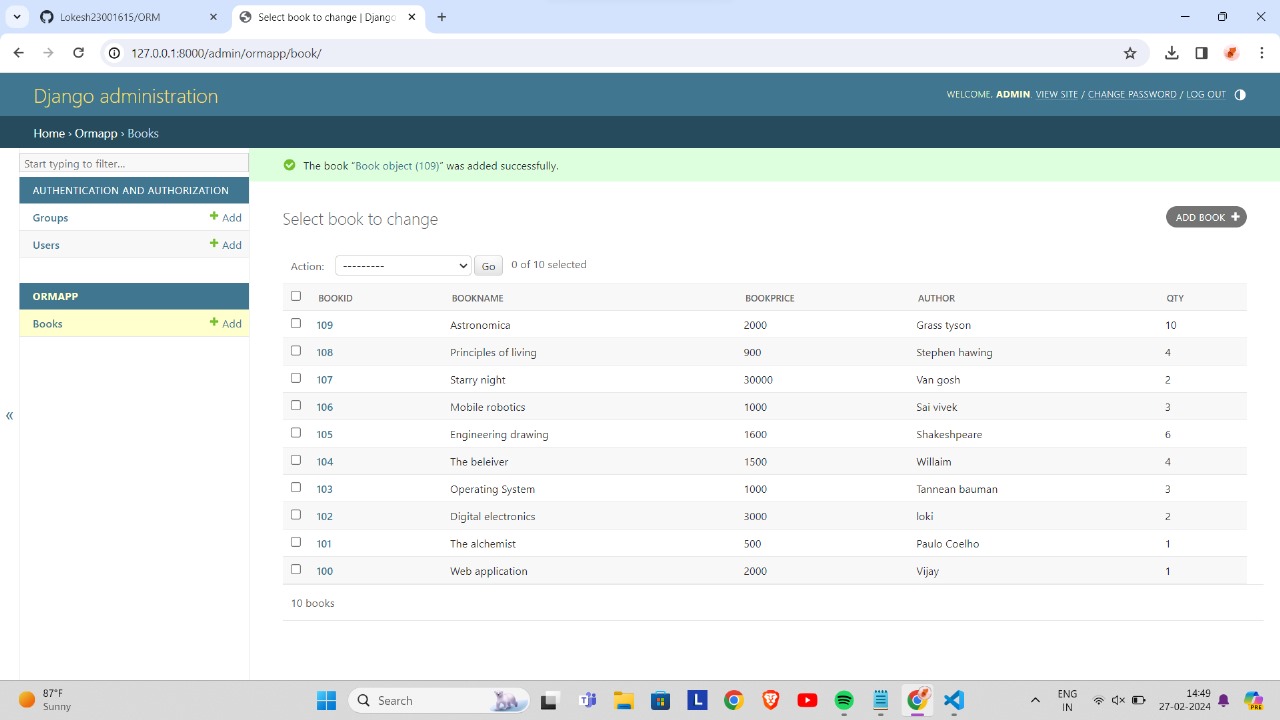 Lokesh23001615/ORM
Select book to change | Django
127.0.0.1:8000/admin/ormapp/book/
Django administration
WELCOME, ADMIN. VIEW SITE / CHANGE PASSWORD / LOG OUT
Home › Ormapp › Books
Start typing to filter...
The book “Book object (109)” was added successfully.
AUTHENTICATION AND AUTHORIZATION
Groups + Add
Users + Add
ORMAPP
Books + Add
«
Select book to change
ADD BOOK +
Action: --------- Go 0 of 10 selected
BOOKID BOOKNAME BOOKPRICE AUTHOR QTY
109 Astronomica 2000 Grass tyson 10
108 Principles of living 900 Stephen hawing 4
107 Starry night 30000 Van gosh 2
106 Mobile robotics 1000 Sai vivek 3
105 Engineering drawing 1600 Shakeshpeare 6
104 The beleiver 1500 Willaim 4
103 Operating System 1000 Tannean bauman 3
102 Digital electronics 3000 loki 2
101 The alchemist 500 Paulo Coelho 1
100 Web application 2000 Vijay 1
10 books
87°F
Sunny
Search
L
ENG
IN
14:49
27-02-2024
PRE